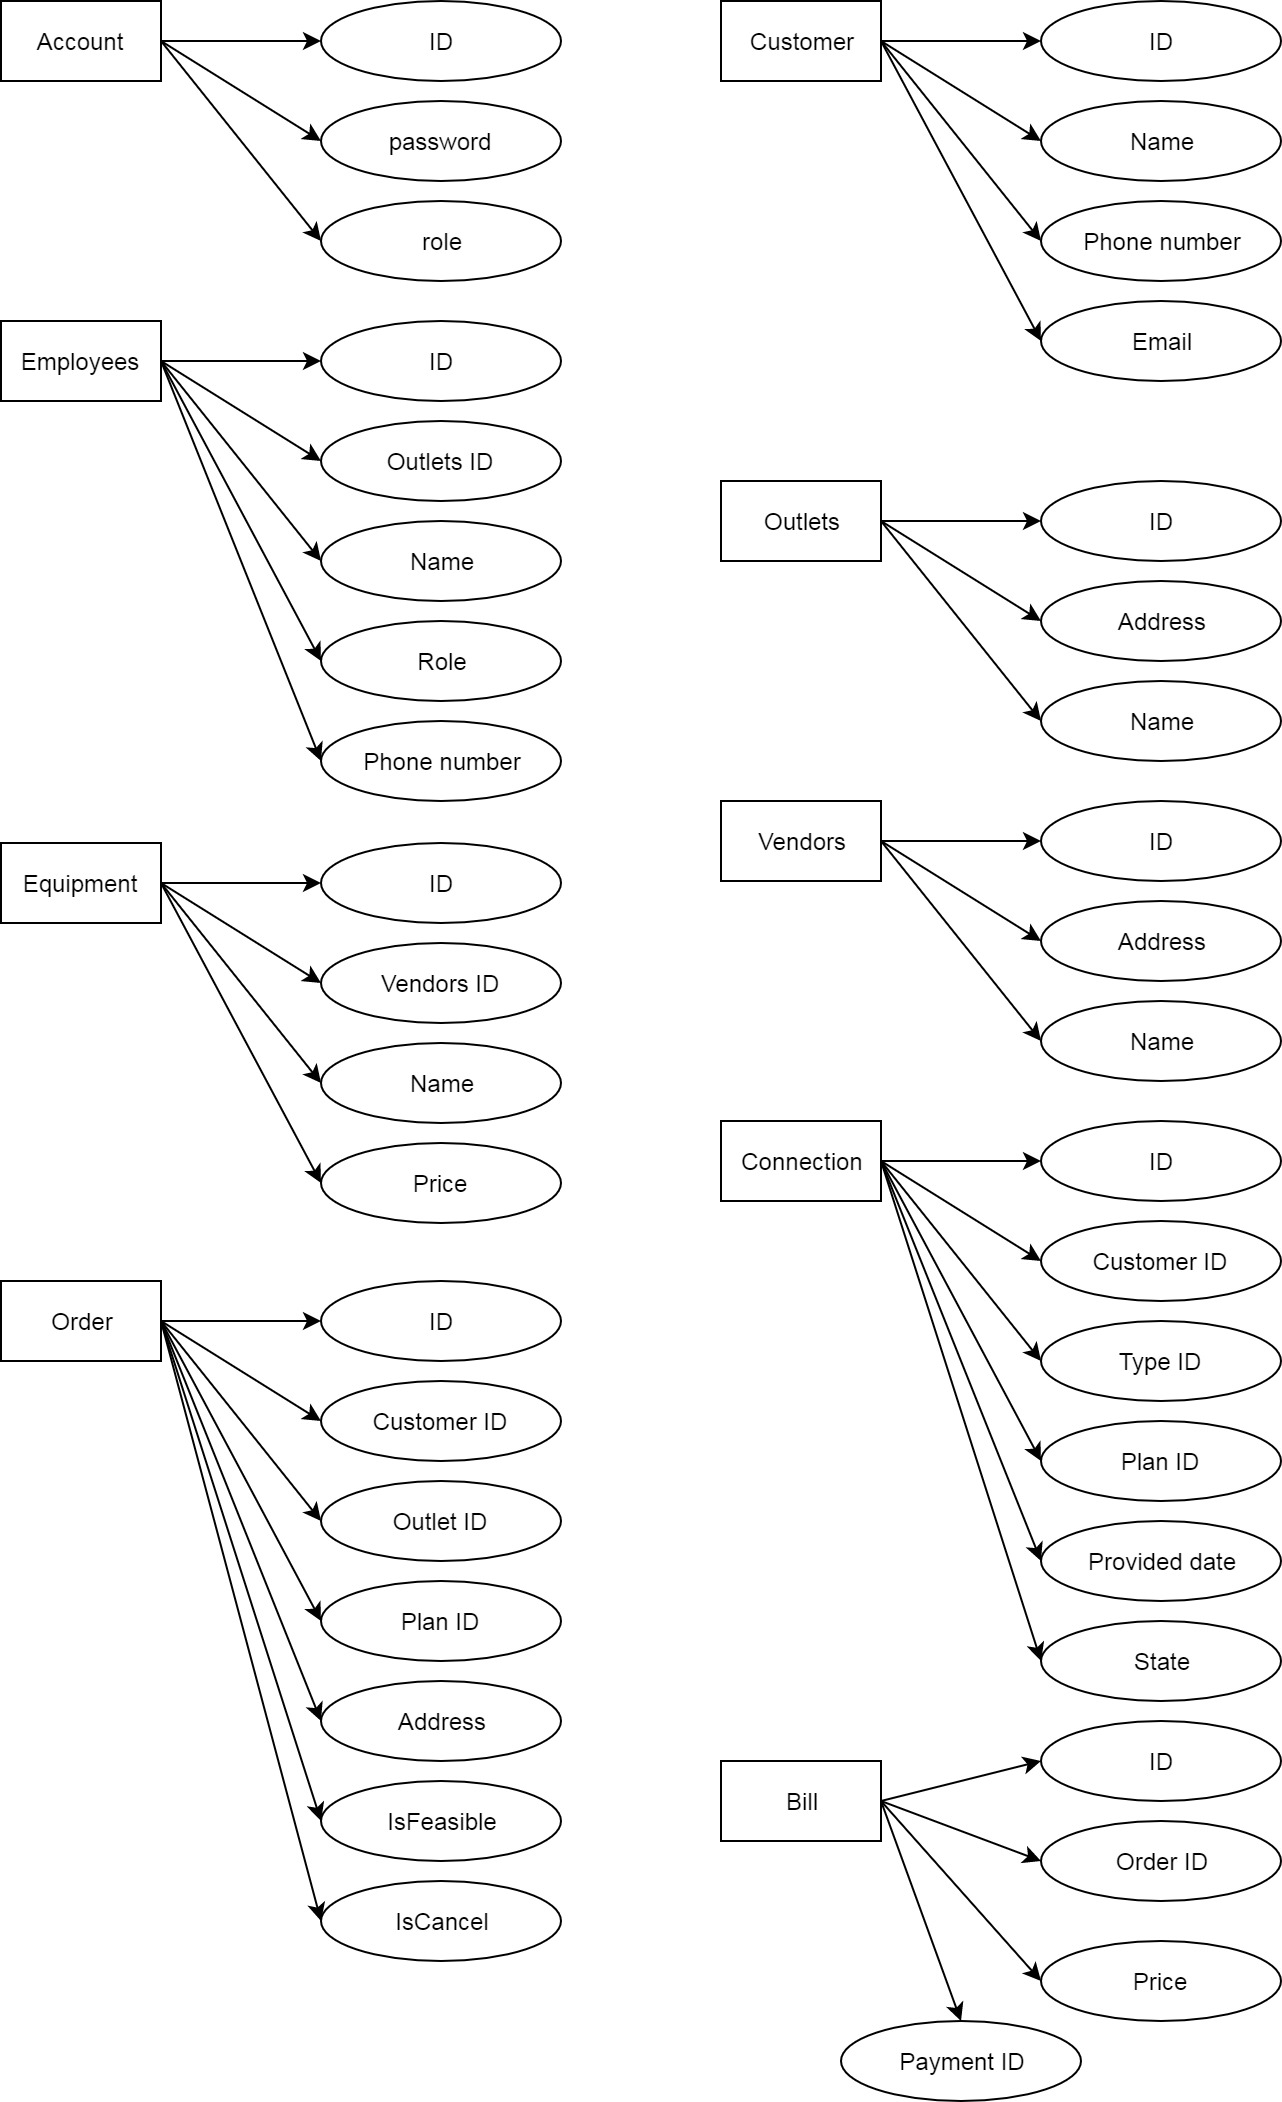 Account
ID
password
role
Customer
ID
Name
Phone number
Email
Employees
ID
Outlets ID
Name
Role
Phone number
Outlets
ID
Address
Name
Equipment
ID
Vendors ID
Name
Price
Vendors
ID
Address
Name
Order
ID
Customer ID
Outlet ID
Plan ID
Address
IsFeasible
IsCancel
Connection
ID
Customer ID
Type ID
Plan ID
Provided date
State
Bill
ID
Order ID
Price
Payment ID